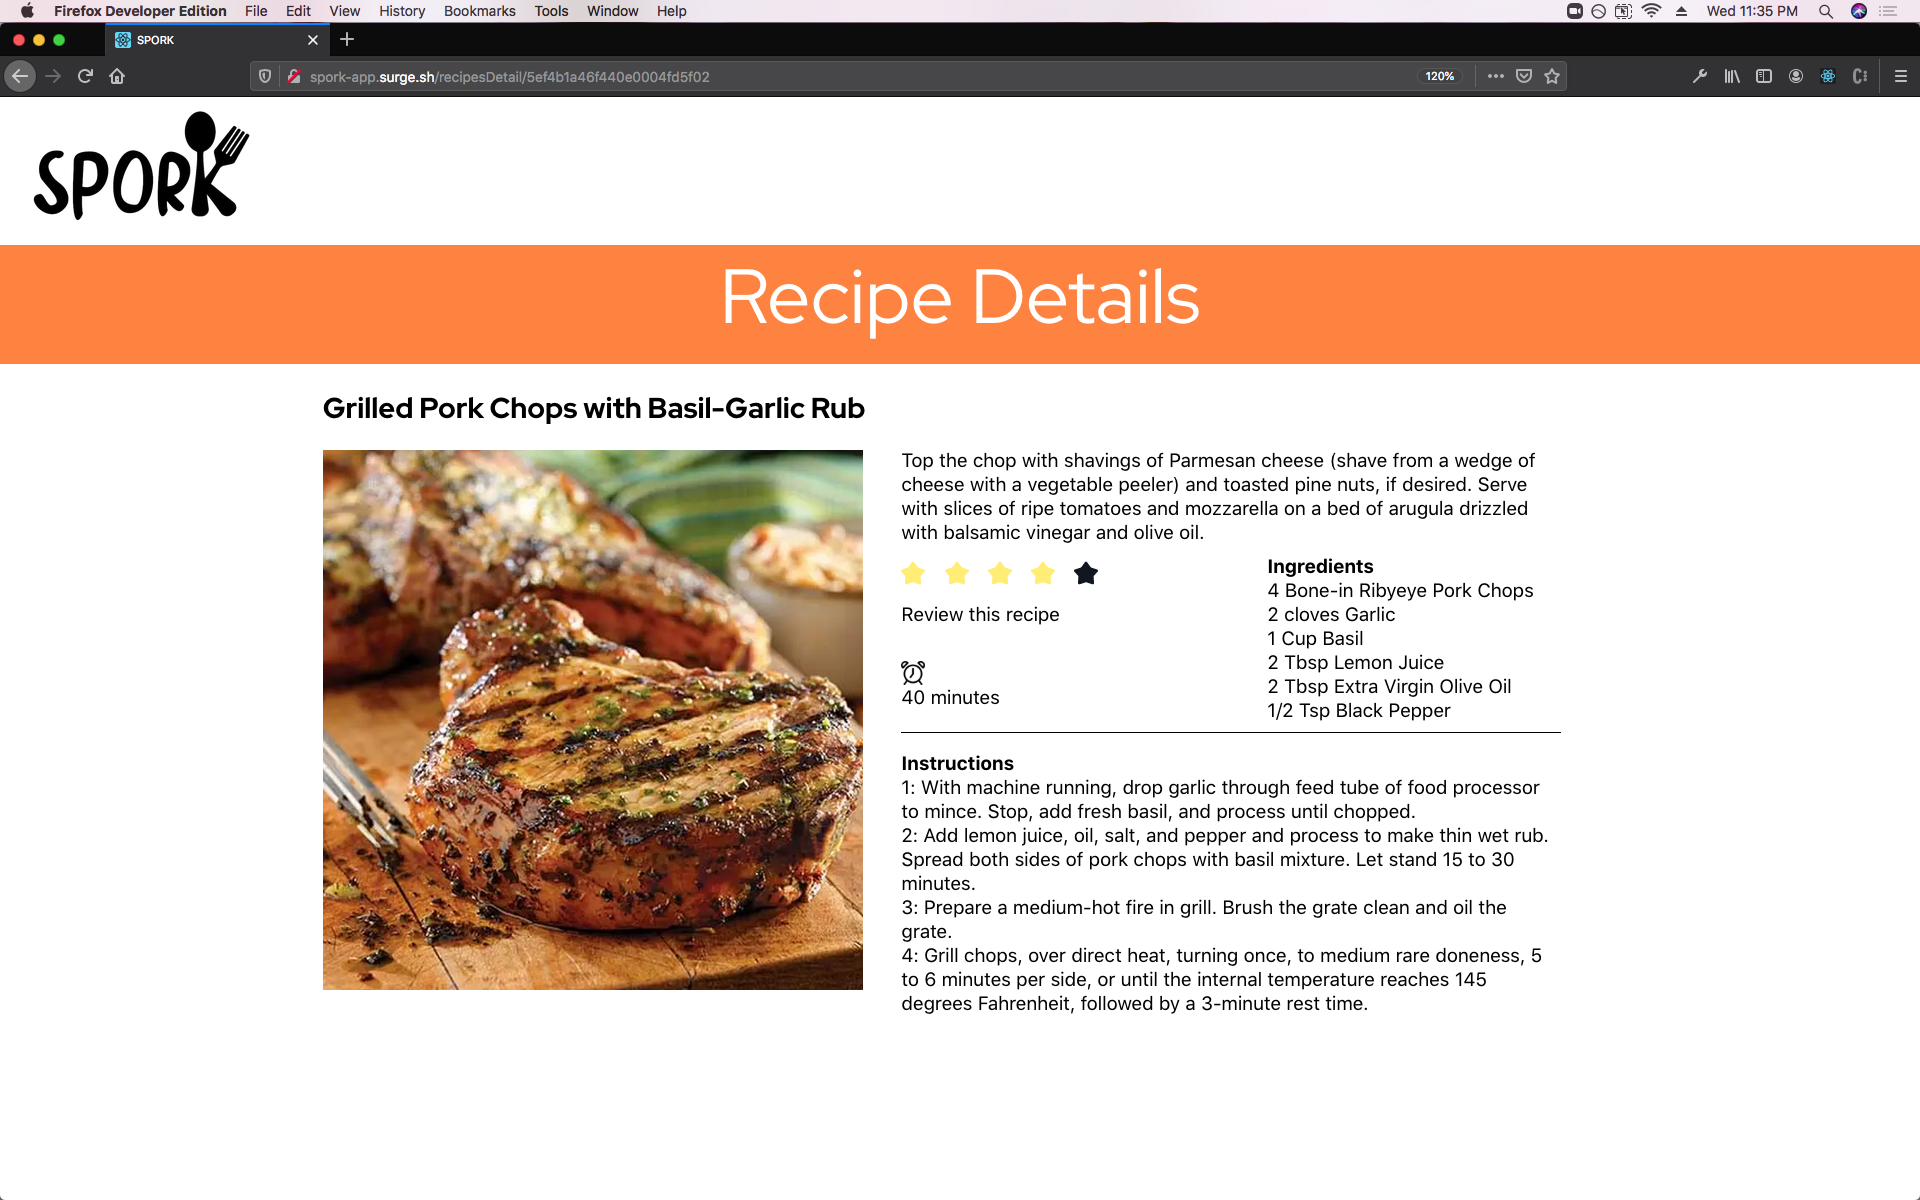 Firefox Developer Edition File Edit View History Bookmarks Tools Window Help Wed 11:35 PM
SPORK
spork-app.surge.sh/recipesDetail/5ef4b1a46f440e0004fd5f02 120%
SPORK
Recipe Details
Grilled Pork Chops with Basil-Garlic Rub
Top the chop with shavings of Parmesan cheese (shave from a wedge of
cheese with a vegetable peeler) and toasted pine nuts, if desired. Serve
with slices of ripe tomatoes and mozzarella on a bed of arugula drizzled
with balsamic vinegar and olive oil.
Review this recipe
40 minutes
Ingredients
4 Bone-in Ribyeye Pork Chops
2 cloves Garlic
1 Cup Basil
2 Tbsp Lemon Juice
2 Tbsp Extra Virgin Olive Oil
1/2 Tsp Black Pepper
Instructions
1: With machine running, drop garlic through feed tube of food processor
to mince. Stop, add fresh basil, and process until chopped.
2: Add lemon juice, oil, salt, and pepper and process to make thin wet rub.
Spread both sides of pork chops with basil mixture. Let stand 15 to 30
minutes.
3: Prepare a medium-hot fire in grill. Brush the grate clean and oil the
grate.
4: Grill chops, over direct heat, turning once, to medium rare doneness, 5
to 6 minutes per side, or until the internal temperature reaches 145
degrees Fahrenheit, followed by a 3-minute rest time.